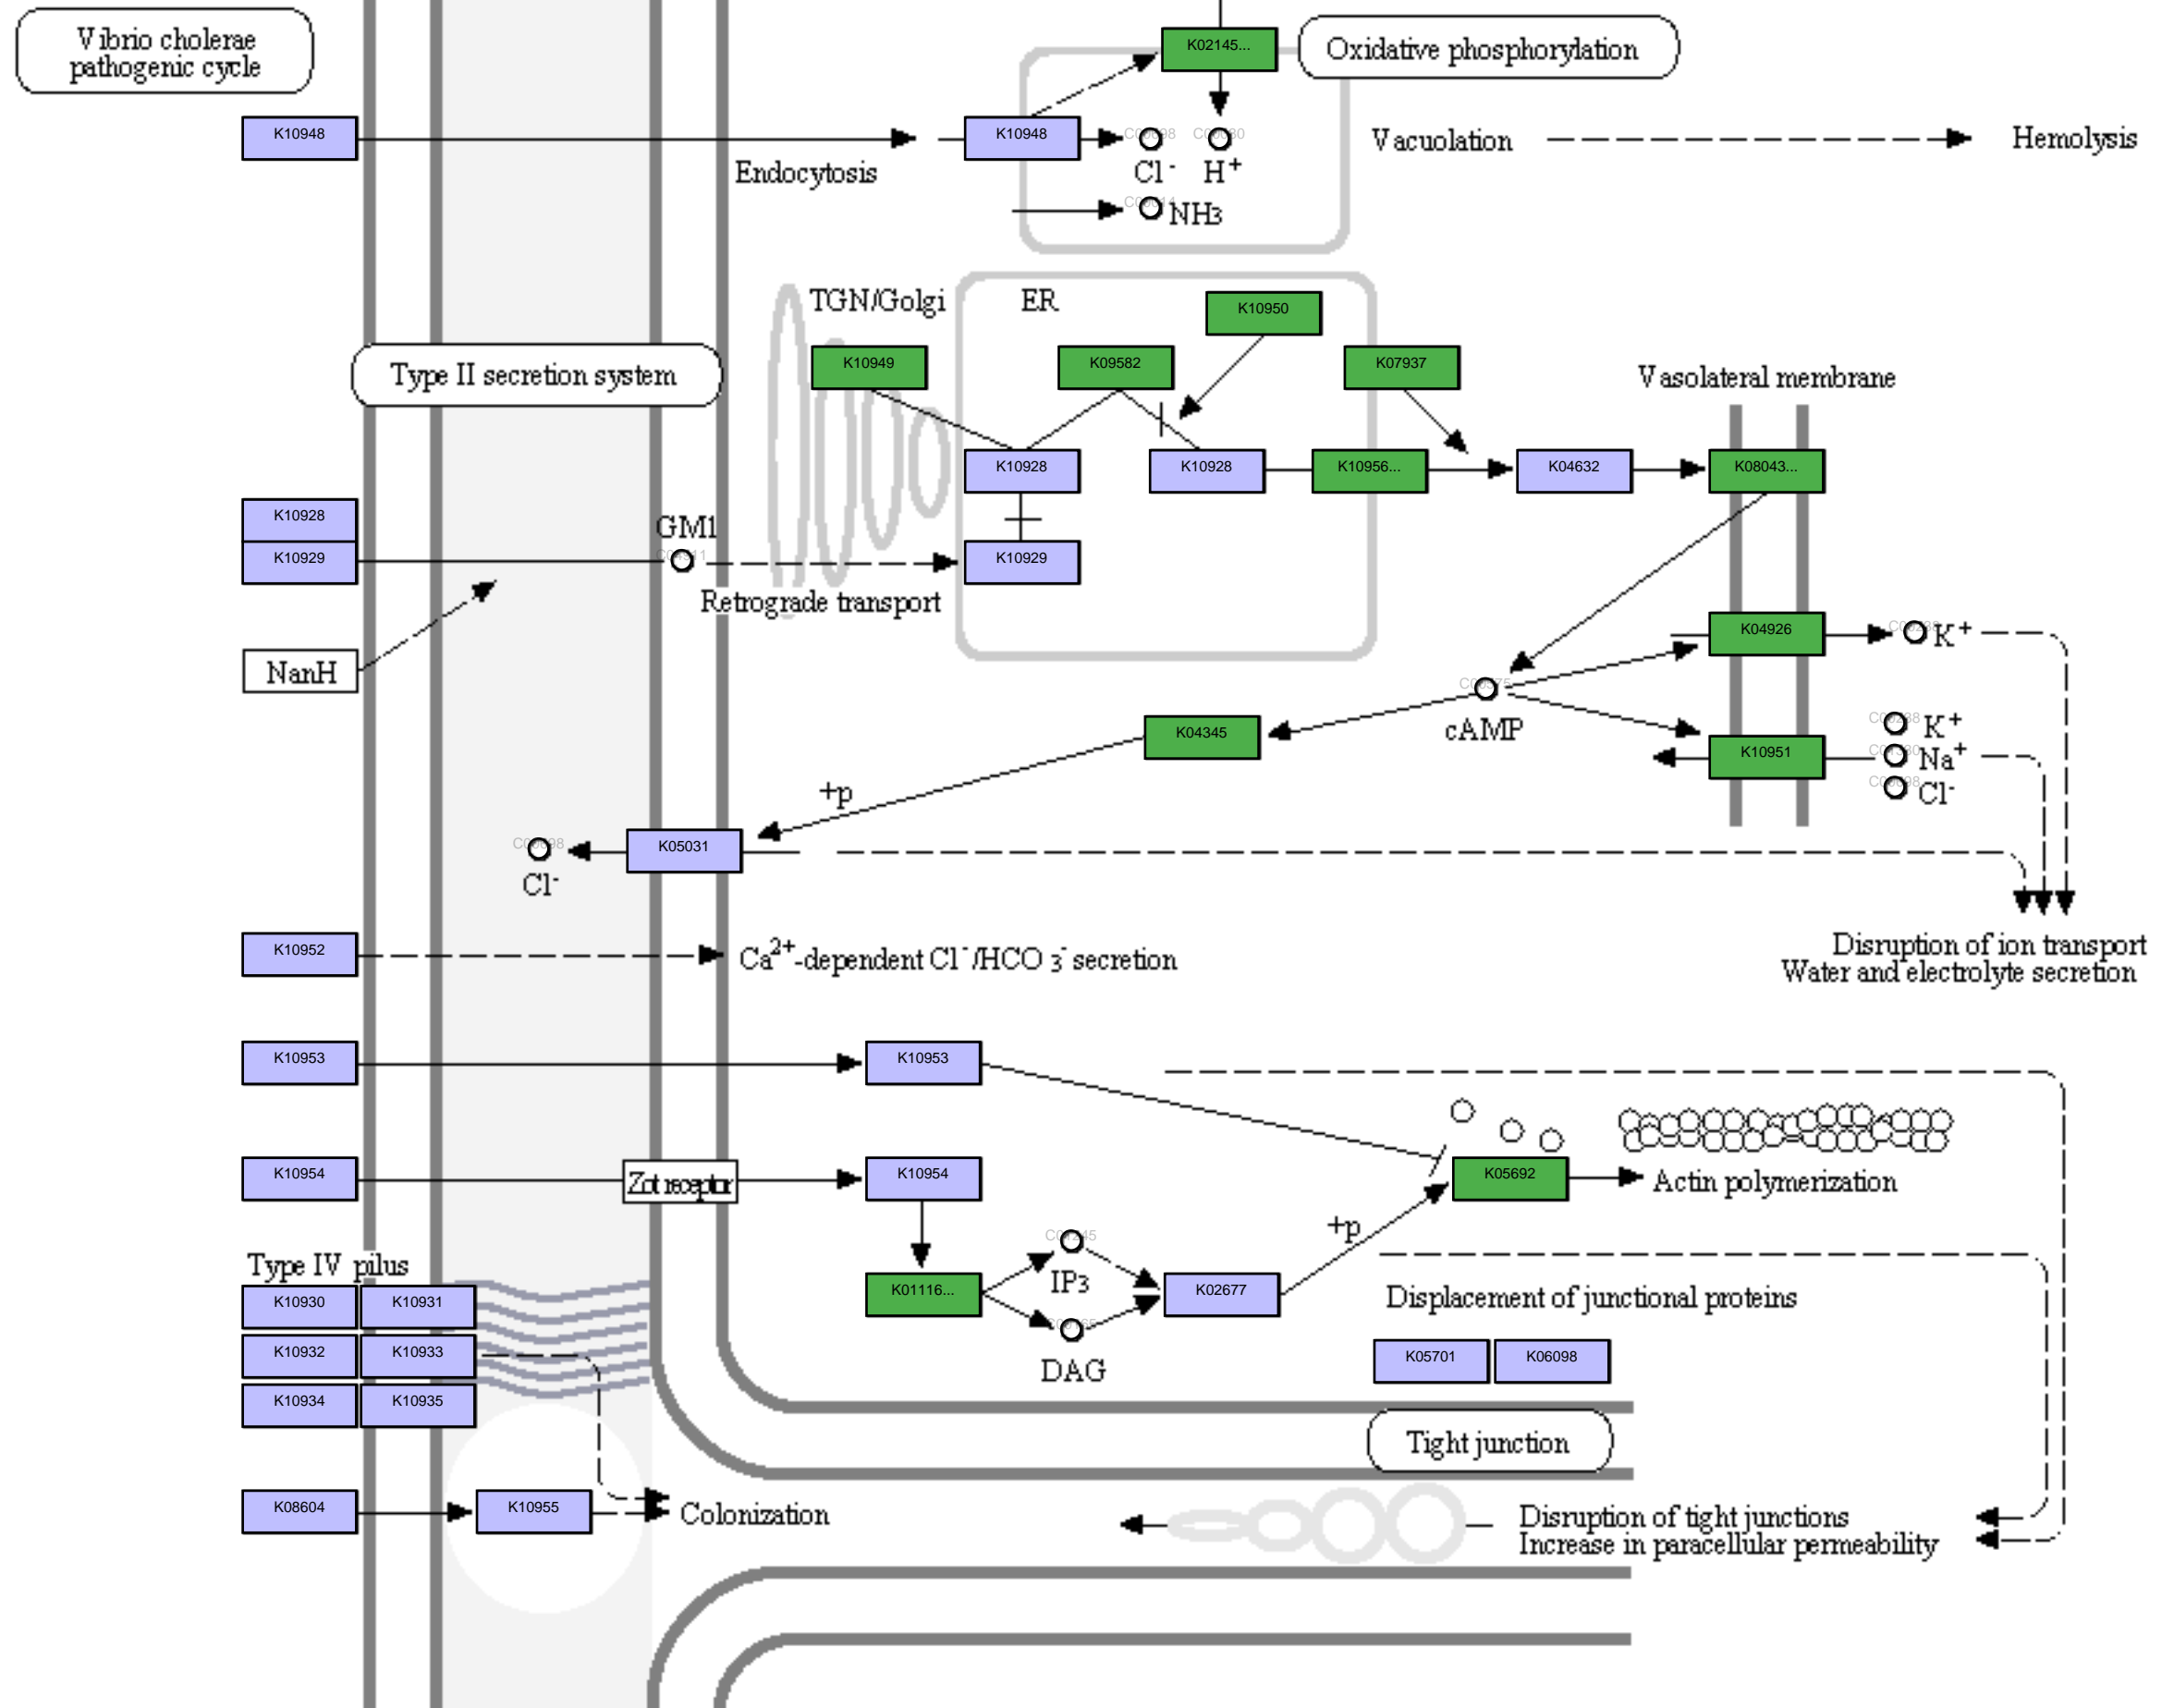 Vibrio cholerae
pathogenic cycle
K02145...
Oxidative phosphorylation
K10948
K10948
Cl-
H+
Vacuolation
Hemolysis
Endocytosis
NH3
TGN/Golgi
ER
K10950
Type II secretion system
K10949
K09582
K07937
Vasolateral membrane
K10928
K10928
K10956...
K04632
K08043...
K10928
K10929
GM1
K10929
Retrograde transport
NanH
K04926
K+
cAMP
K04345
K+
K10951
Na+
Cl-
+p
K05031
Cl-
K10952
Ca2+-dependent Cl-/HCO3- secretion
Disruption of ion transport
Water and electrolyte secretion
K10953
K10953
K10954
Zot receptor
K10954
K05692
Actin polymerization
+p
Type IV pilus
IP3
K01116...
K02677
Displacement of junctional proteins
K10930
K10931
K10932
K10933
DAG
K05701
K06098
K10934
K10935
Tight junction
K08604
K10955
Colonization
Disruption of tight junctions
Increase in paracellular permeability